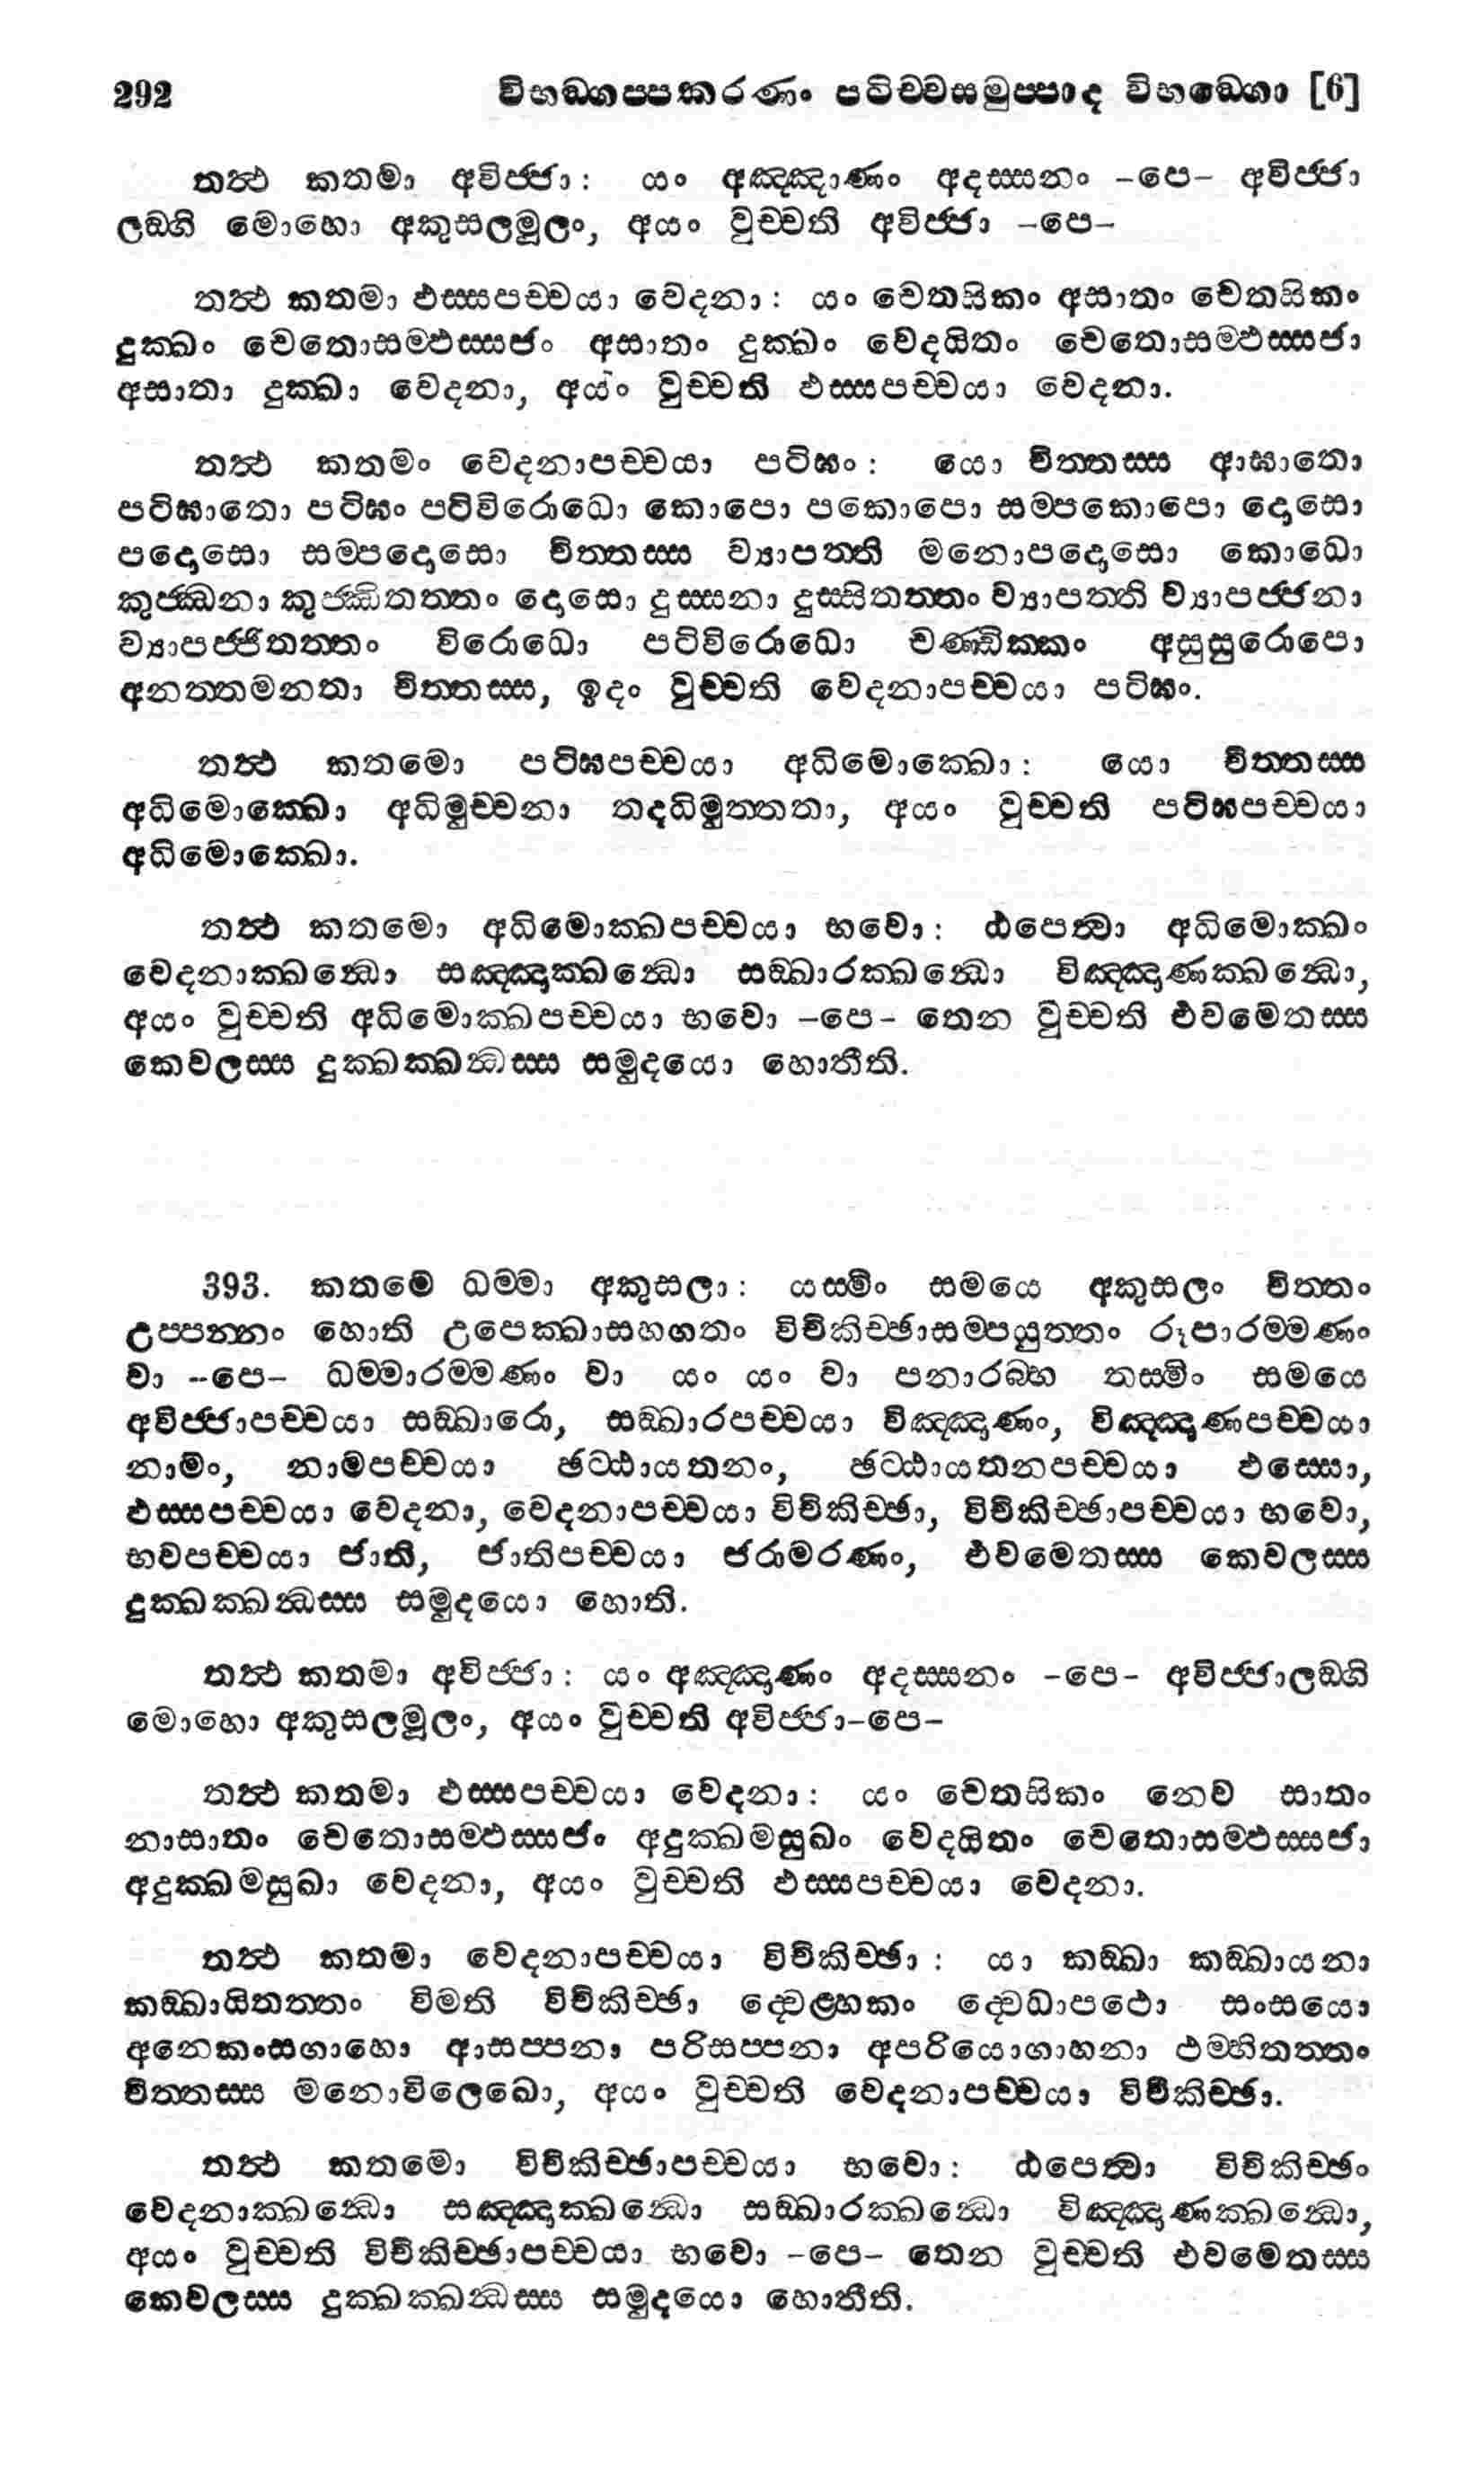 292 විභඞ්ගප්පකරණං පටිච්චසමුප්පාද විභඞ්ගො [6]
තත්ථ කතමා අවිජ්ජා: යං අඤ්ඤාණං අදස්සනං -පෙ- අවිජ්ජා
ලඞ්ගි මොහො අකුසලමූලං, අයං වුච්චති අවිජ්ජා -පෙ-
තත්ථ කතමා ඵස්සපච්චයා වෙදනා: යං චෙතසිකං අසාතං චෙතසිකං
දුක්ඛං චෙතොසම්ඵස්සජං අසාතං දුක්ඛං වෙදයිතං චෙතොසම්ඵස්සජා
අසාතා දුක්ඛා වෙදනා, අයං වුච්චති ඵස්සපච්චයා වෙදනා.
තත්ථ කතමං වෙදනාපච්චයා පටිඝං: යො චිත්තස්ස ආඝාතො
පටිඝාතො පටිඝං පටිවිරොධො කොපො පකොපො සම්පකොපො දොසො
පදොසො සම්පදොසො චිත්තස්ස ව්‍යාපත්ති මනොපදොසො කොධො
කුජ්ඣනා කුජ්ඣිතත්තං දොසො දුස්සනා දුස්සිතත්තං ව්‍යාපත්ති ව්‍යාපජ්ජනා
ව්‍යාපජ්ජිතත්තං විරොධො පටිවිරොධො චණ්ඩික්කං අසුසුරොපො
අනත්තමනතා චිත්තස්ස, ඉදං වුච්චති වෙදනාපච්චයා පටිඝං.
තත්ථ කතමො පටිඝපච්චයා අධිමොක්ඛො: යො චිත්තස්ස
අධිමොක්ඛො අධිමුච්චනා තදධිමුත්තතා, අයං වුච්චති පටිඝපච්චයා
අධිමොක්ඛො.
තත්ථ කතමො අධිමොක්ඛපච්චයා භවො: ඨපෙත්වා අධිමොක්ඛං
වෙදනාක්ඛන්ධො සඤ්ඤාක්ඛන්ධො සඞ්ඛාරක්ඛන්ධො විඤ්ඤාණක්ඛන්ධො,
අයං වුච්චති අධිමොක්ඛපච්චයා භවො -පෙ- තෙන වුච්චති එවමෙතස්ස
කෙවලස්ස දුක්ඛක්ඛන්ධස්ස සමුදයො හොතීති.
393. කතමෙ ධම්මා අකුසලා: යස්මිං සමයෙ අකුසලං චිත්තං
උප්පන්නං හොති උපෙක්ඛාසහගතං විචිකිච්ඡාසම්පයුත්තං රූපාරම්මණං
වා -පෙ- ධම්මාරම්මණං වා යං යං වා පනාරබ්භ තස්මිං සමයෙ
අවිජ්ජාපච්චයා සඞ්ඛාරො, සඞ්ඛාරපච්චයා විඤ්ඤාණං, විඤ්ඤාණපච්චයා
නාමං, නාමපච්චයා ඡට්ඨායතනං, ඡට්ඨායතනපච්චයා ඵස්සො,
ඵස්සපච්චයා වෙදනා, වෙදනාපච්චයා විචිකිච්ඡා, විචිකිච්ඡාපච්චයා භවො,
භවපච්චයා ජාති, ජාතිපච්චයා ජරාමරණං, එවමෙතස්ස කෙවලස්ස
දුක්ඛක්ඛන්ධස්ස සමුදයො හොති.
තත්ථ කතමා අවිජ්ජා: යං අඤ්ඤාණං අදස්සනං -පෙ- අවිජ්ජාලඞ්ගි
මොහො අකුසලමූලං, අයං වුච්චති අවිජ්ජා-පෙ-
තත්ථ කතමා ඵස්සපච්චයා වෙදනා: යං චෙතසිකං නෙව සාතං
නාසාතං චෙතොසම්ඵස්සජං අදුක්ඛමසුඛං වෙදයිතං චෙතොසම්ඵස්සජා
අදුක්ඛමසුඛා වෙදනා, අයං වුච්චති ඵස්සපච්චයා වෙදනා.
තත්ථ කතමා වෙදනාපච්චයා විචිකිච්ඡා: යා කඞ්ඛා කඞ්ඛායනා
කඞ්ඛායිතත්තං විමති විචිකිච්ඡා ද්වෙළ්හකං ද්වෙධාපථො සංසයො
අනෙකංසගාහො ආසප්පනා පරිසප්පනා අපරියොගාහනා ථම්භිතත්තං
චිත්තස්ස මනොවිලෙඛො, අයං වුච්චති වෙදනාපච්චයා විචිකිච්ඡා.
තත්ථ කතමො විචිකිච්ඡාපච්චයා භවො: ඨපෙත්වා විචිකිච්ඡං
වෙදනාක්ඛන්ධො සඤ්ඤාක්ඛන්ධො සඞ්ඛාරක්ඛන්ධො විඤ්ඤාණක්ඛන්ධො,
අයං වුච්චති විචිකිච්ඡාපච්චයා භවො -පෙ- තෙන වුච්චති එවමෙතස්ස
කෙවලස්ස දුක්ඛක්ඛන්ධස්ස සමුදයො හොතීති.